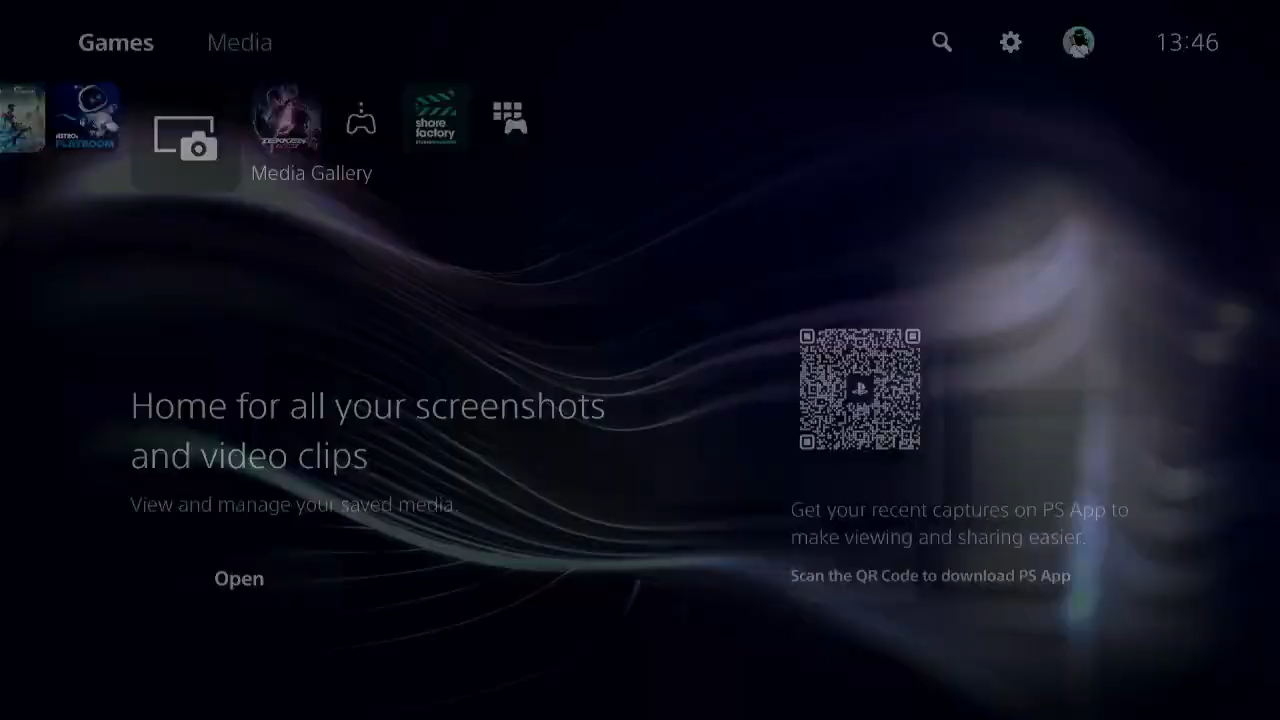 Games
Media
13:46
ASTRO'S
PLAYROOM
TEKKEN
share
factory
STUDIO
Media Gallery
Home for all your screenshots
and video clips
View and manage your saved media.
Open
Get your recent captures on PS App to
make viewing and sharing easier.
Scan the QR Code to download PS App